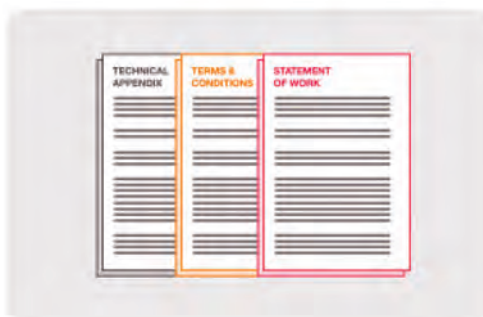 TECHNICAL
APPENDIX
TERMS &
CONDITIONS
STATEMENT
OF WORK